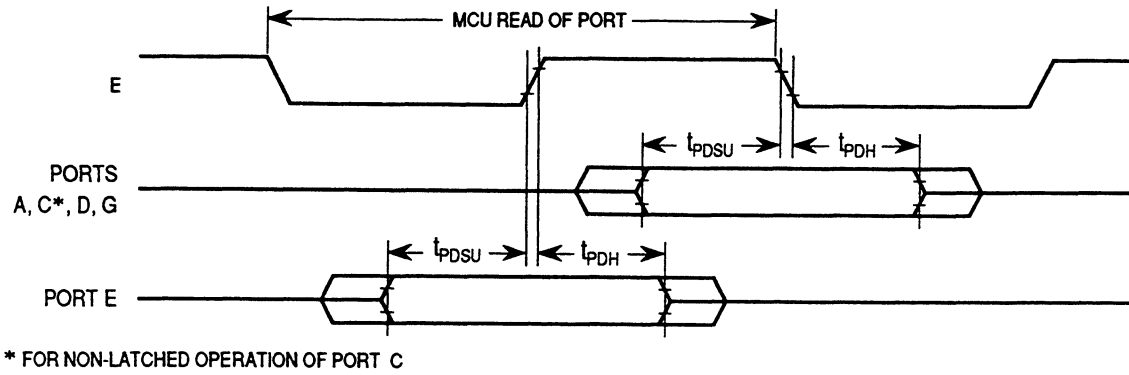 MCU READ OF PORT
E
PORTS
A, C*, D, G
tPDSU
tPDH
PORT E
tPDSU
tPDH
* FOR NON-LATCHED OPERATION OF PORT C